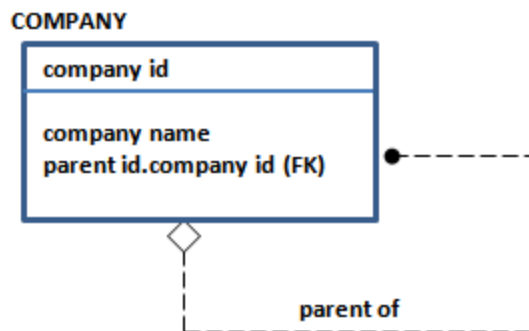 COMPANY
company id
company name
parent id.company id (FK)
parent of